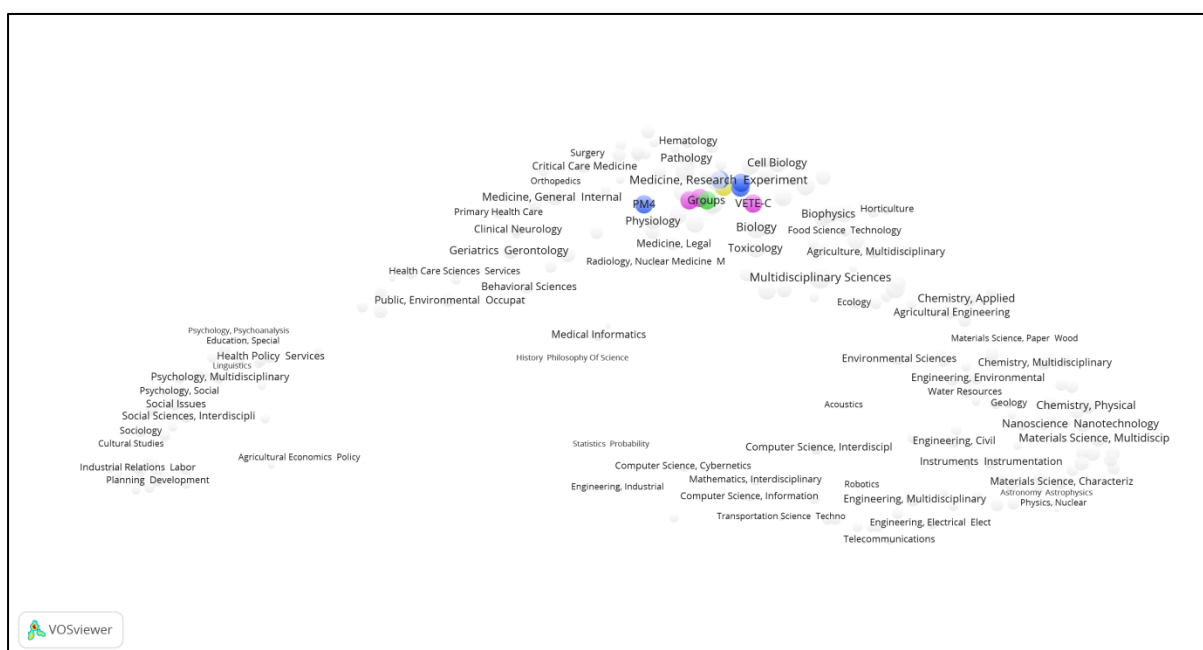 Hematology
Surgery
Pathology
Cell Biology
Critical Care Medicine
Orthopedics
Medicine, Research Experiment
Medicine, General Internal
PM4
Groups
VETE-C
Primary Health Care
Biophysics
Horticulture
Physiology
Clinical Neurology
Biology
Food Science Technology
Medicine, Legal
Toxicology
Geriatrics Gerontology
Agriculture, Multidisciplinary
Radiology, Nuclear Medicine M
Health Care Sciences Services
Multidisciplinary Sciences
Behavioral Sciences
Public, Environmental Occupat
Ecology
Chemistry, Applied
Agricultural Engineering
Psychology, Psychoanalysis
Medical Informatics
Education, Special
Materials Science, Paper Wood
Health Policy Services
History Philosophy Of Science
Environmental Sciences
Linguistics
Chemistry, Multidisciplinary
Psychology, Multidisciplinary
Engineering, Environmental
Psychology, Social
Water Resources
Social Issues
Acoustics
Geology
Chemistry, Physical
Social Sciences, Interdiscipli
Nanoscience Nanotechnology
Sociology
Materials Science, Multidiscip
Cultural Studies
Statistics Probability
Computer Science, Interdiscipl
Engineering, Civil
Agricultural Economics Policy
Industrial Relations Labor
Computer Science, Cybernetics
Instruments Instrumentation
Planning Development
Mathematics, Interdisciplinary
Engineering, Industrial
Robotics
Materials Science, Characteriz
Computer Science, Information
Engineering, Multidisciplinary
Astronomy Astrophysics
Physics, Nuclear
Transportation Science Techno
Engineering, Electrical Elect
Telecommunications
VOSviewer